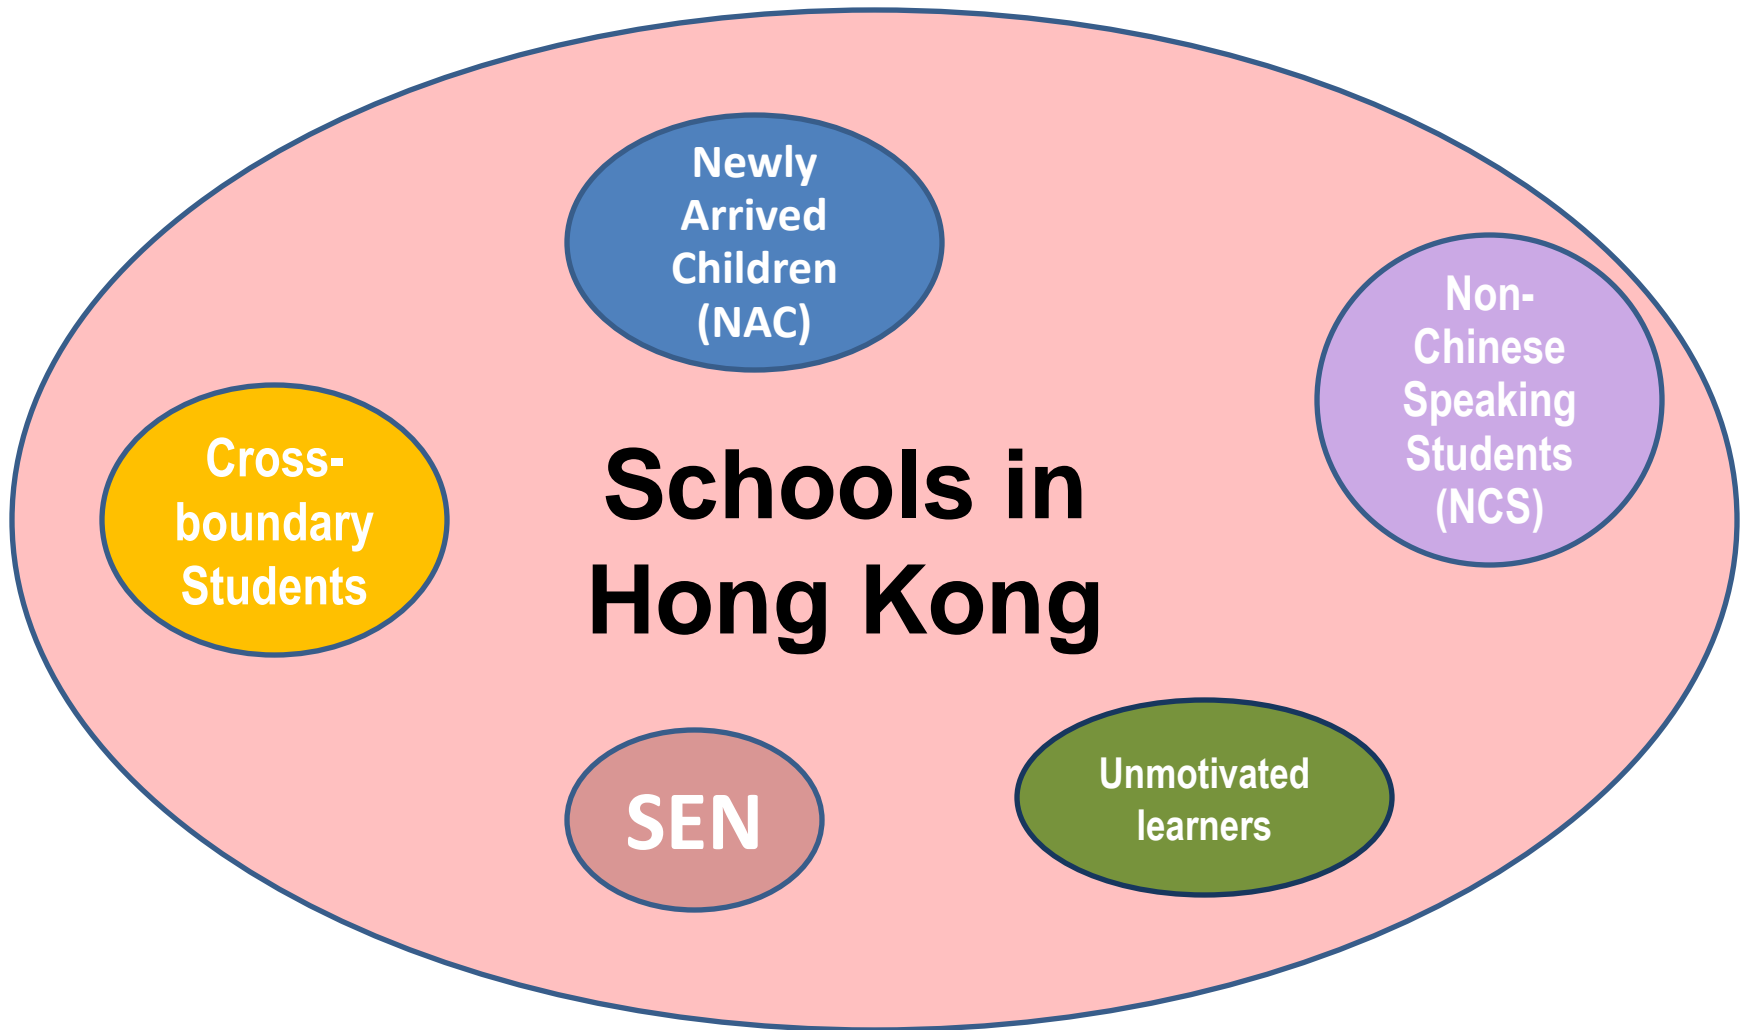 Newly
Arrived
Children
(NAC)
Non-
Chinese
Speaking
Students
(NCS)
Cross-
boundary
Students
Schools in
Hong Kong
SEN
Unmotivated
learners